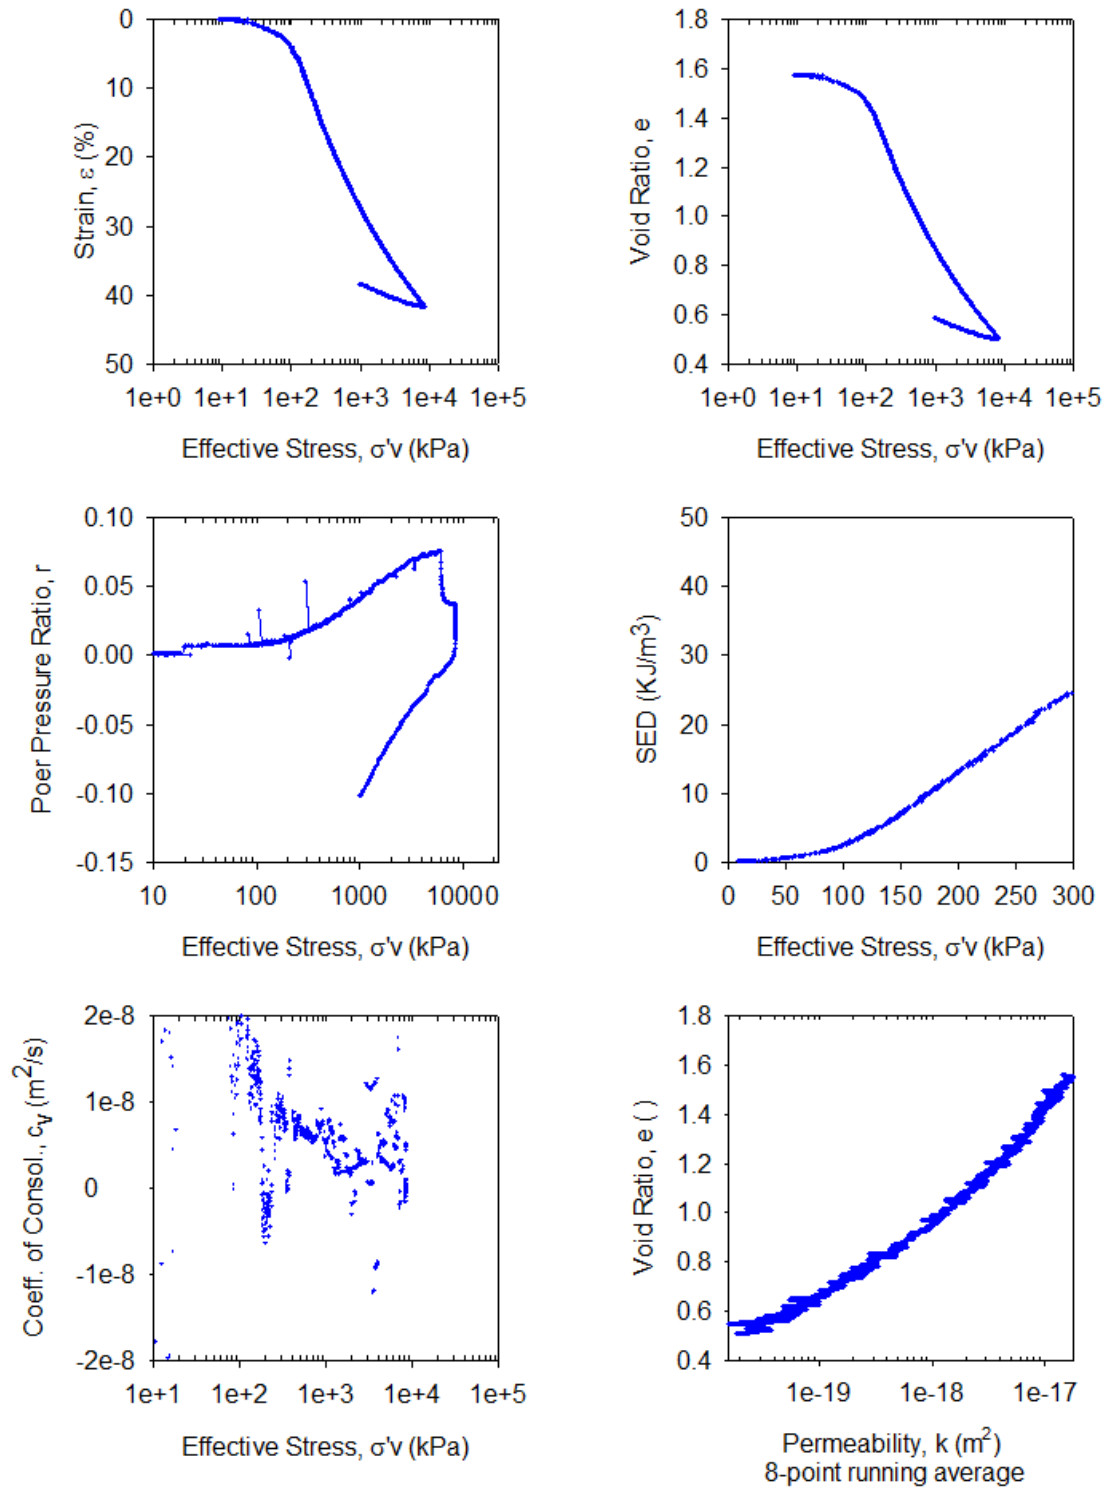 0
10
20
30
40
50
Strain, ε (%)
1e+0 1e+1 1e+2 1e+3 1e+4 1e+5
Effective Stress, σ'v (kPa)
1.8
1.6
1.4
1.2
1.0
0.8
0.6
0.4
Void Ratio, e
1e+0 1e+1 1e+2 1e+3 1e+4 1e+5
Effective Stress, σ'v (kPa)
0.10
0.05
0.00
-0.05
-0.10
-0.15
Poer Pressure Ratio, r
10 100 1000 10000
Effective Stress, σ'v (kPa)
50
40
30
20
10
0
SED (KJ/m³)
0 50 100 150 200 250 300
Effective Stress, σ'v (kPa)
2e-8
1e-8
0
-1e-8
-2e-8
Coeff. of Consol., cᵥ (m²/s)
1e+1 1e+2 1e+3 1e+4 1e+5
Effective Stress, σ'v (kPa)
1.8
1.6
1.4
1.2
1.0
0.8
0.6
0.4
Void Ratio, e ( )
1e-19 1e-18 1e-17
Permeability, k (m²)
8-point running average